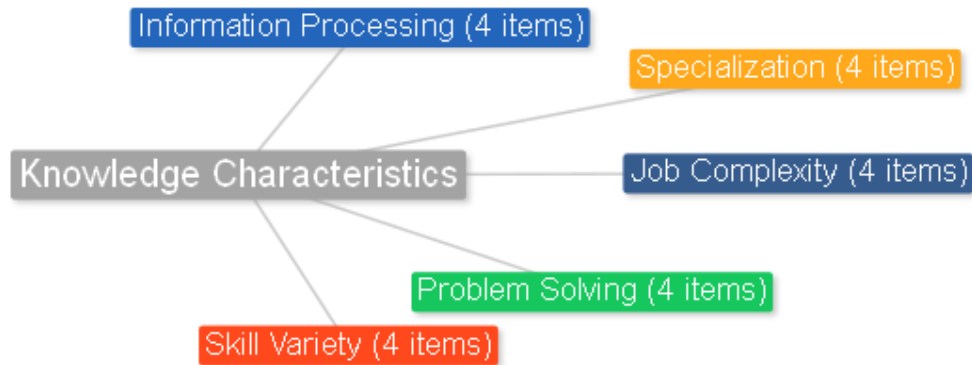 Information Processing (4 items)
Specialization (4 items)
Knowledge Characteristics
Job Complexity (4 items)
Problem Solving (4 items)
Skill Variety (4 items)